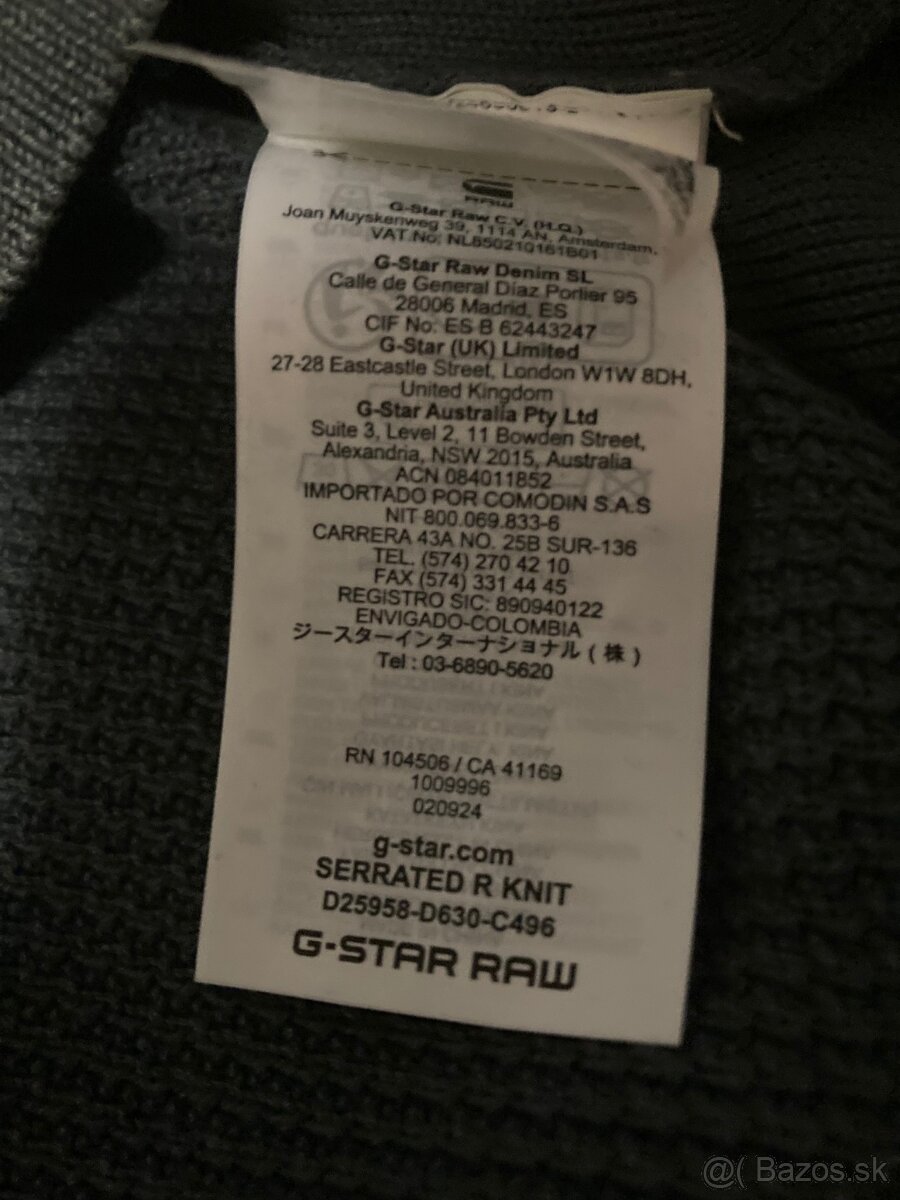 RAW
G-Star Raw C.V. (H.Q.)
Joan Muyskenweg 39, 1114 AN, Amsterdam.
VAT.No: NL850210161B01
G-Star Raw Denim SL
Calle de General Díaz Porlier 95
28006 Madrid, ES
CIF No: ES B 62443247
G-Star (UK) Limited
27-28 Eastcastle Street, London W1W 8DH,
United Kingdom
G-Star Australia Pty Ltd
Suite 3, Level 2, 11 Bowden Street,
Alexandria, NSW 2015, Australia
ACN 084011852
IMPORTADO POR COMODIN S.A.S
NIT 800.069.833-6
CARRERA 43A NO. 25B SUR-136
TEL. (574) 270 42 10
FAX (574) 331 44 45
REGISTRO SIC: 890940122
ENVIGADO-COLOMBIA
ジースターインターナショナル ( 株 )
Tel : 03-6890-5620
RN 104506 / CA 41169
1009996
020924
g-star.com
SERRATED R KNIT
D25958-D630-C496
G-STAR RAW
@( Bazos.sk